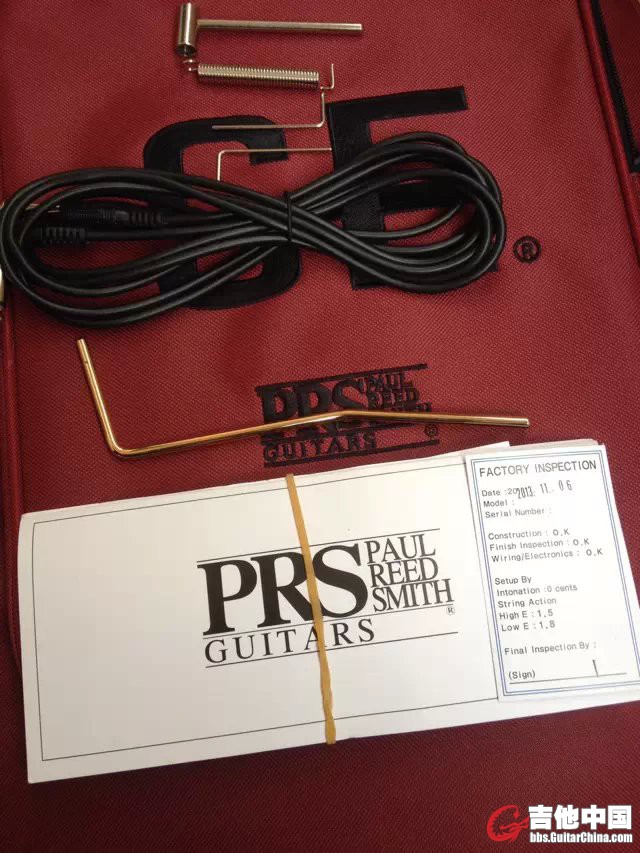 SE®
PRS PAUL
REED
SMITH
GUITARS ®
PRS PAUL
REED
SMITH
GUITARS ®
FACTORY INSPECTION
Date :202013. 11. 06
Model :
Serial Number :
Construction : O,K
Finish Inspection : O,K
Wiring/Electronics : O,K
Setup By
Intonation :0 cents
String Action
High E : 1,5
Low E : 1,8
Final Inspection By :
(Sign)
吉他中国
bbs.GuitarChina.com